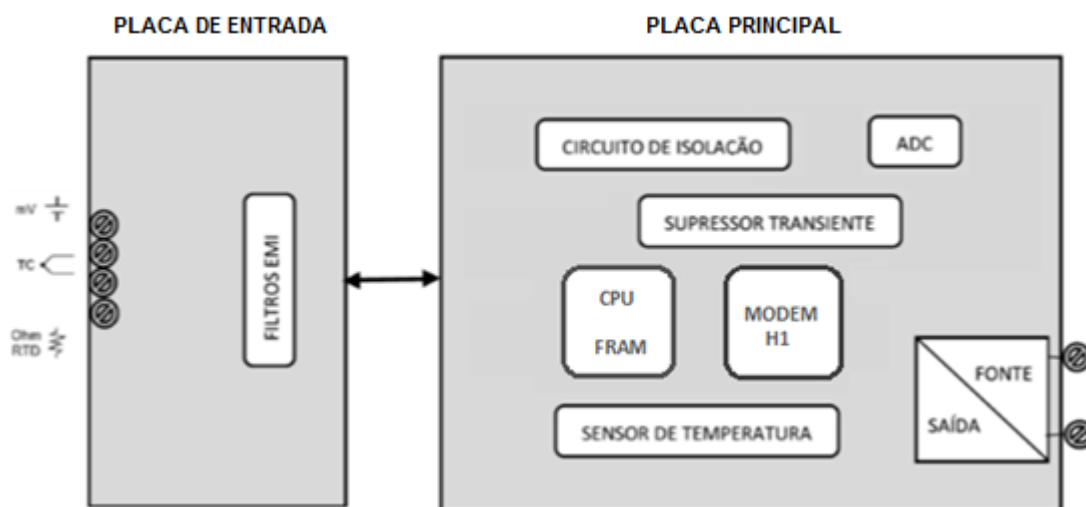 PLACA DE ENTRADA
PLACA PRINCIPAL
mV
TC
Ohm
RTD
FILTROS EMI
CIRCUITO DE ISOLAÇÃO
ADC
SUPRESSOR TRANSIENTE
CPU
FRAM
MODEM
H1
SENSOR DE TEMPERATURA
FONTE
SAÍDA